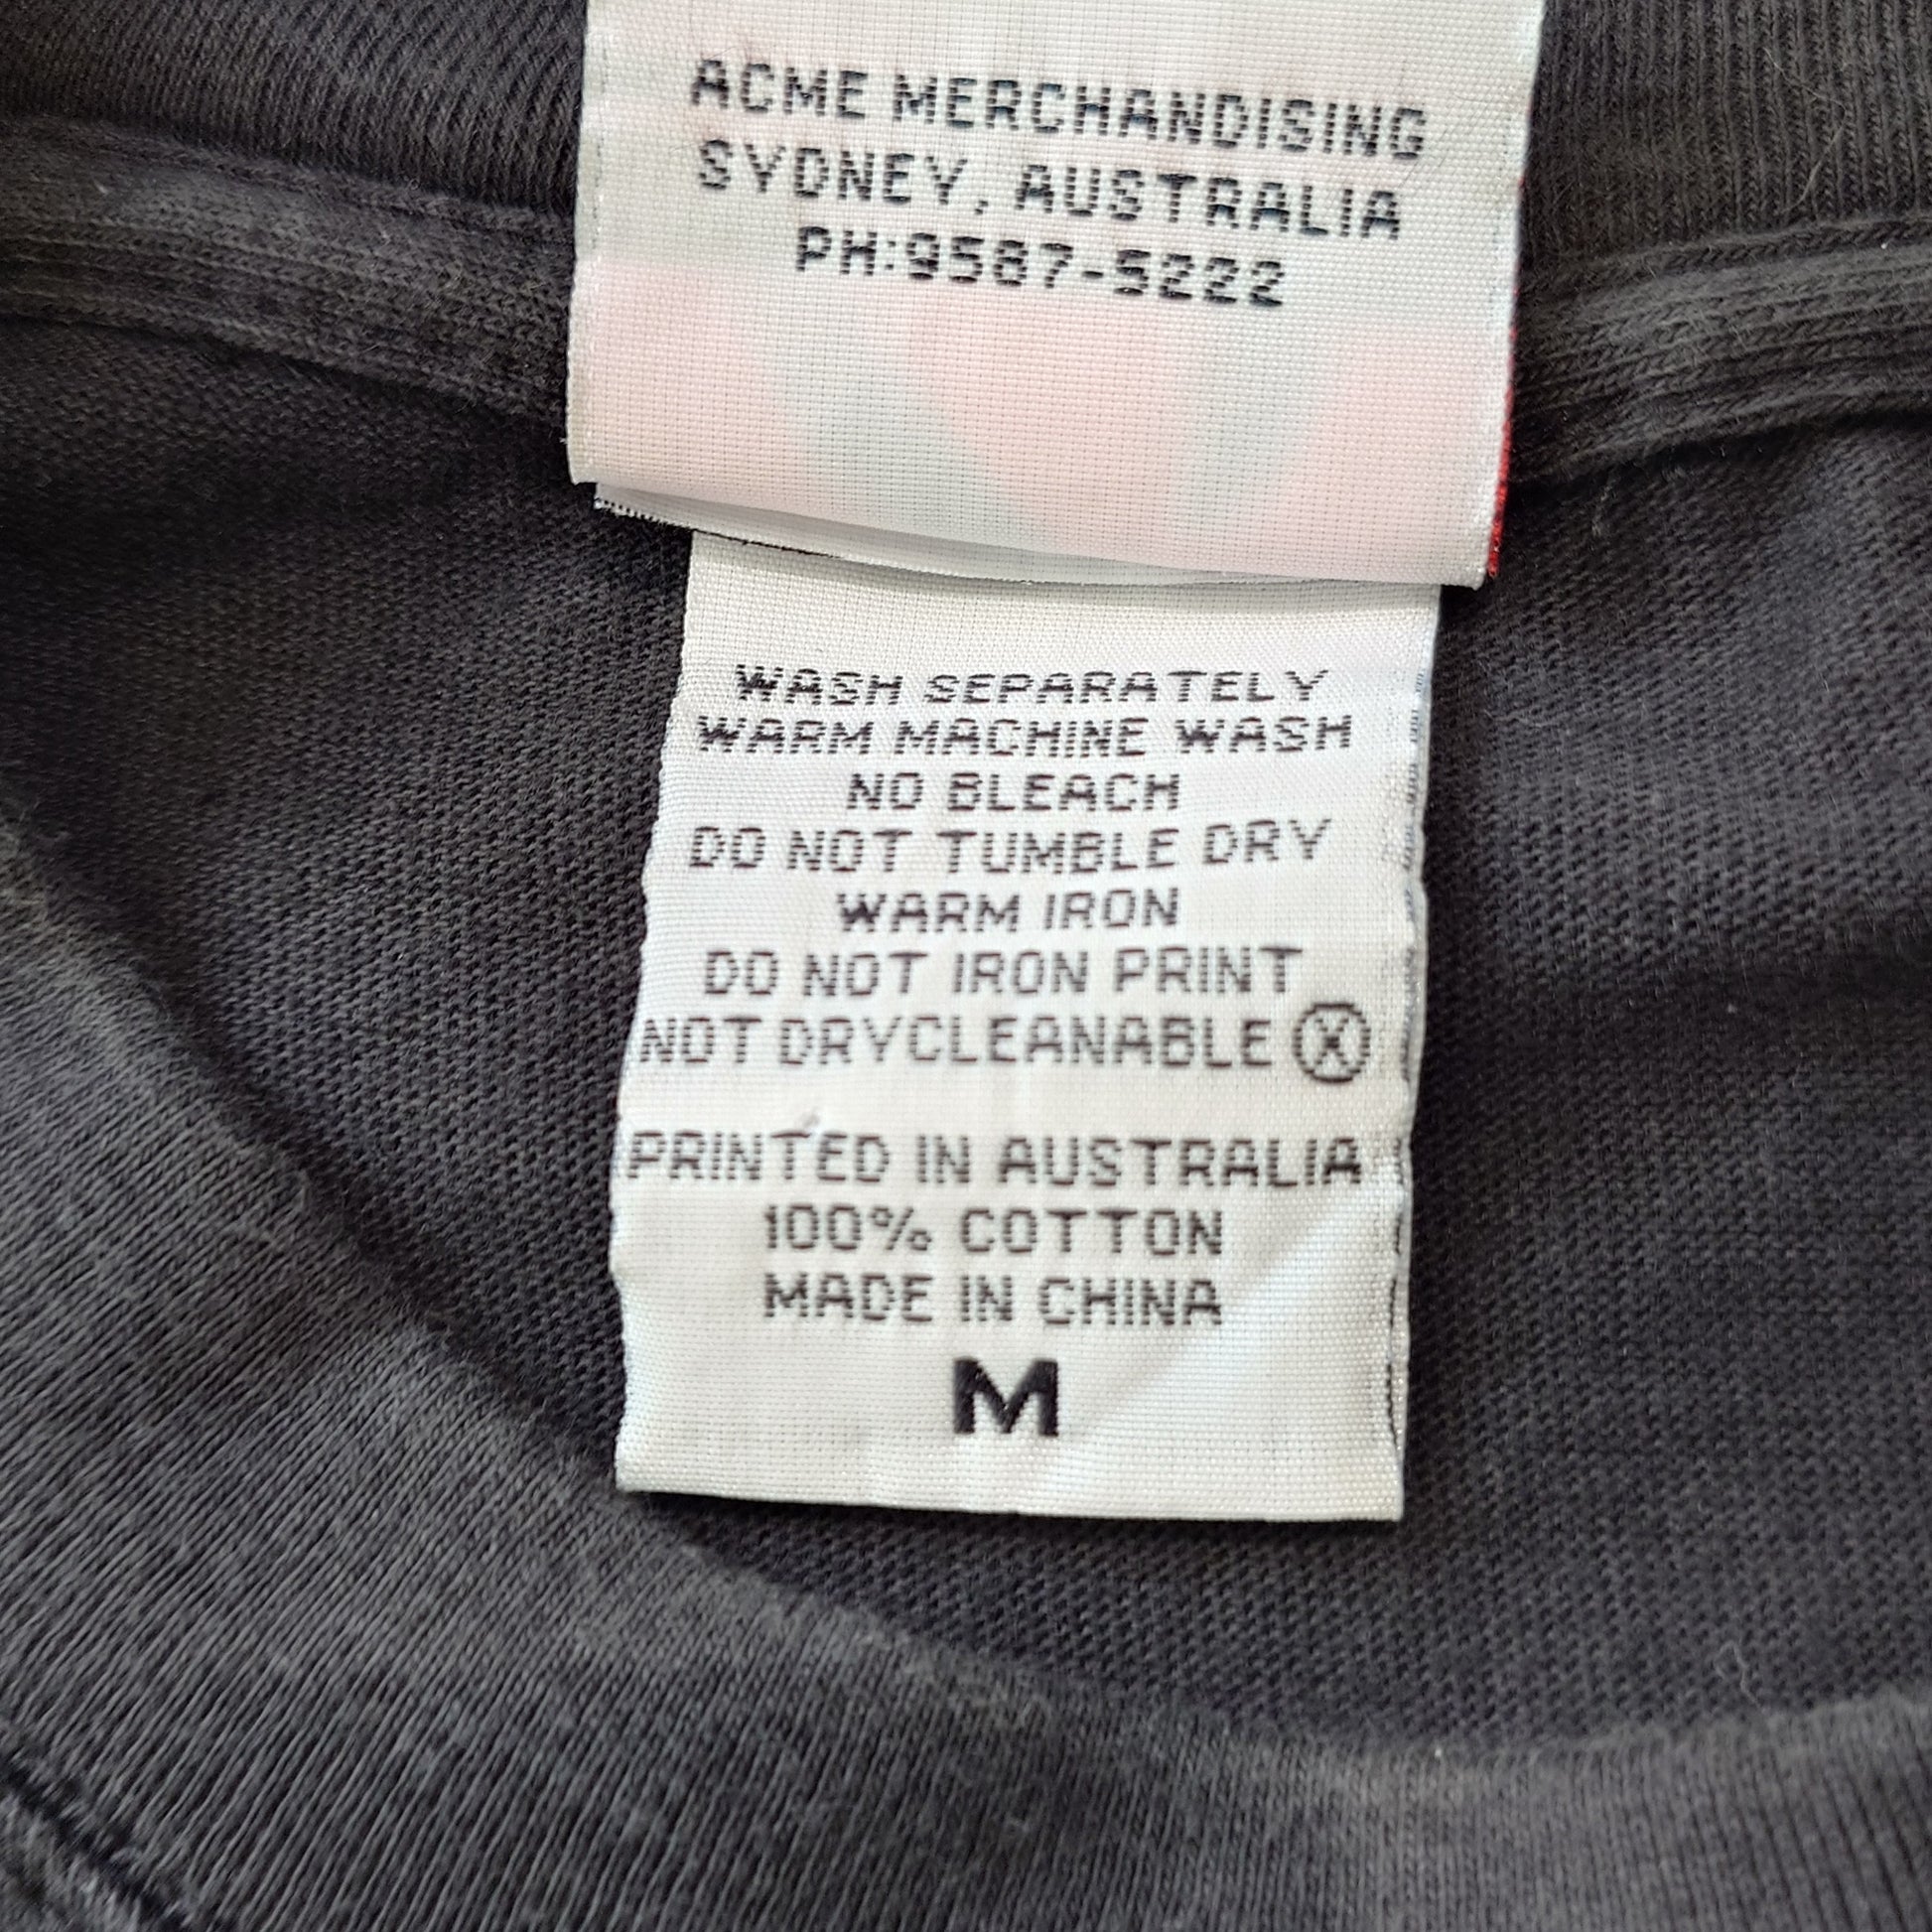 ACME MERCHANDISING
SYDNEY, AUSTRALIA
PH:9587-5222
WASH SEPARATELY
WARM MACHINE WASH
NO BLEACH
DO NOT TUMBLE DRY
WARM IRON
DO NOT IRON PRINT
NOT DRYCLEANABLE Ⓧ
PRINTED IN AUSTRALIA
100% COTTON
MADE IN CHINA
M